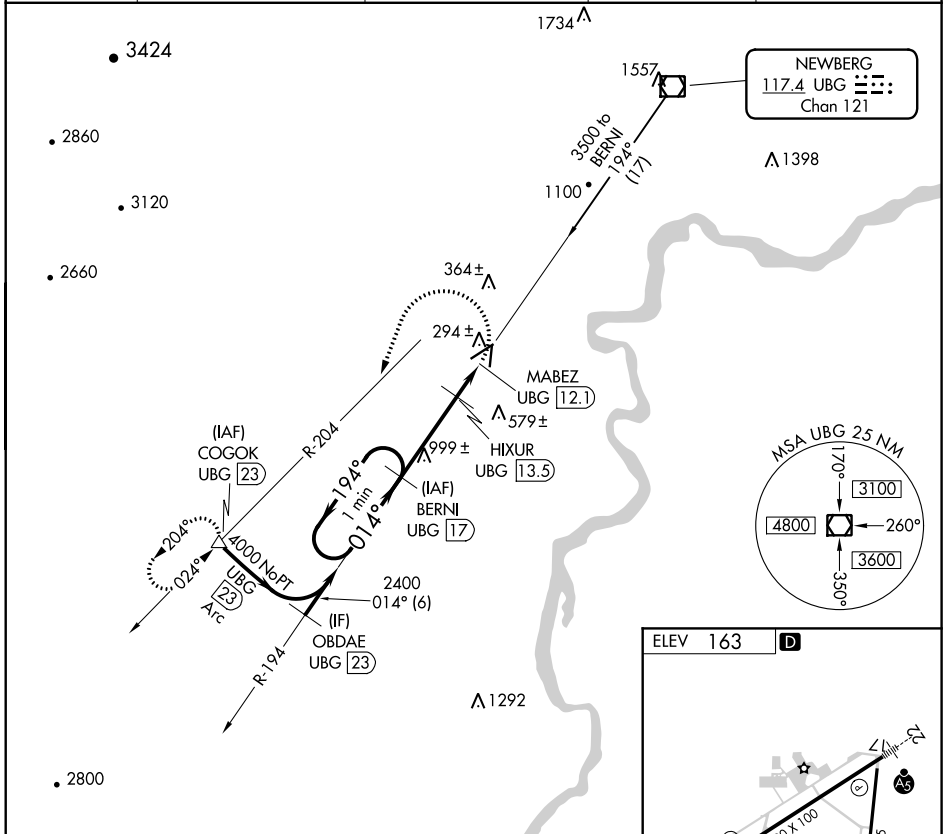 1734
3424
1557
NEWBERG
117.4 UBG
Chan 121
2860
3500 to
BERNI
194°
(17)
1398
1100
3120
2660
364±
294±
MABEZ
UBG 12.1
579±
HIXUR
UBG 13.5
999±
(IAF)
COGOK
UBG 23
R-204
194°
1 min
014°
(IAF)
BERNI
UBG 17
MSA UBG 25 NM
170°
3100
4800
260°
3600
350°
204°
024°
4000 NoPT
UBG
23
Arc
2400
014° (6)
(IF)
OBDAE
UBG 23
R-194
1292
2800
ELEV 163 D
22
17
P
A5
X 100